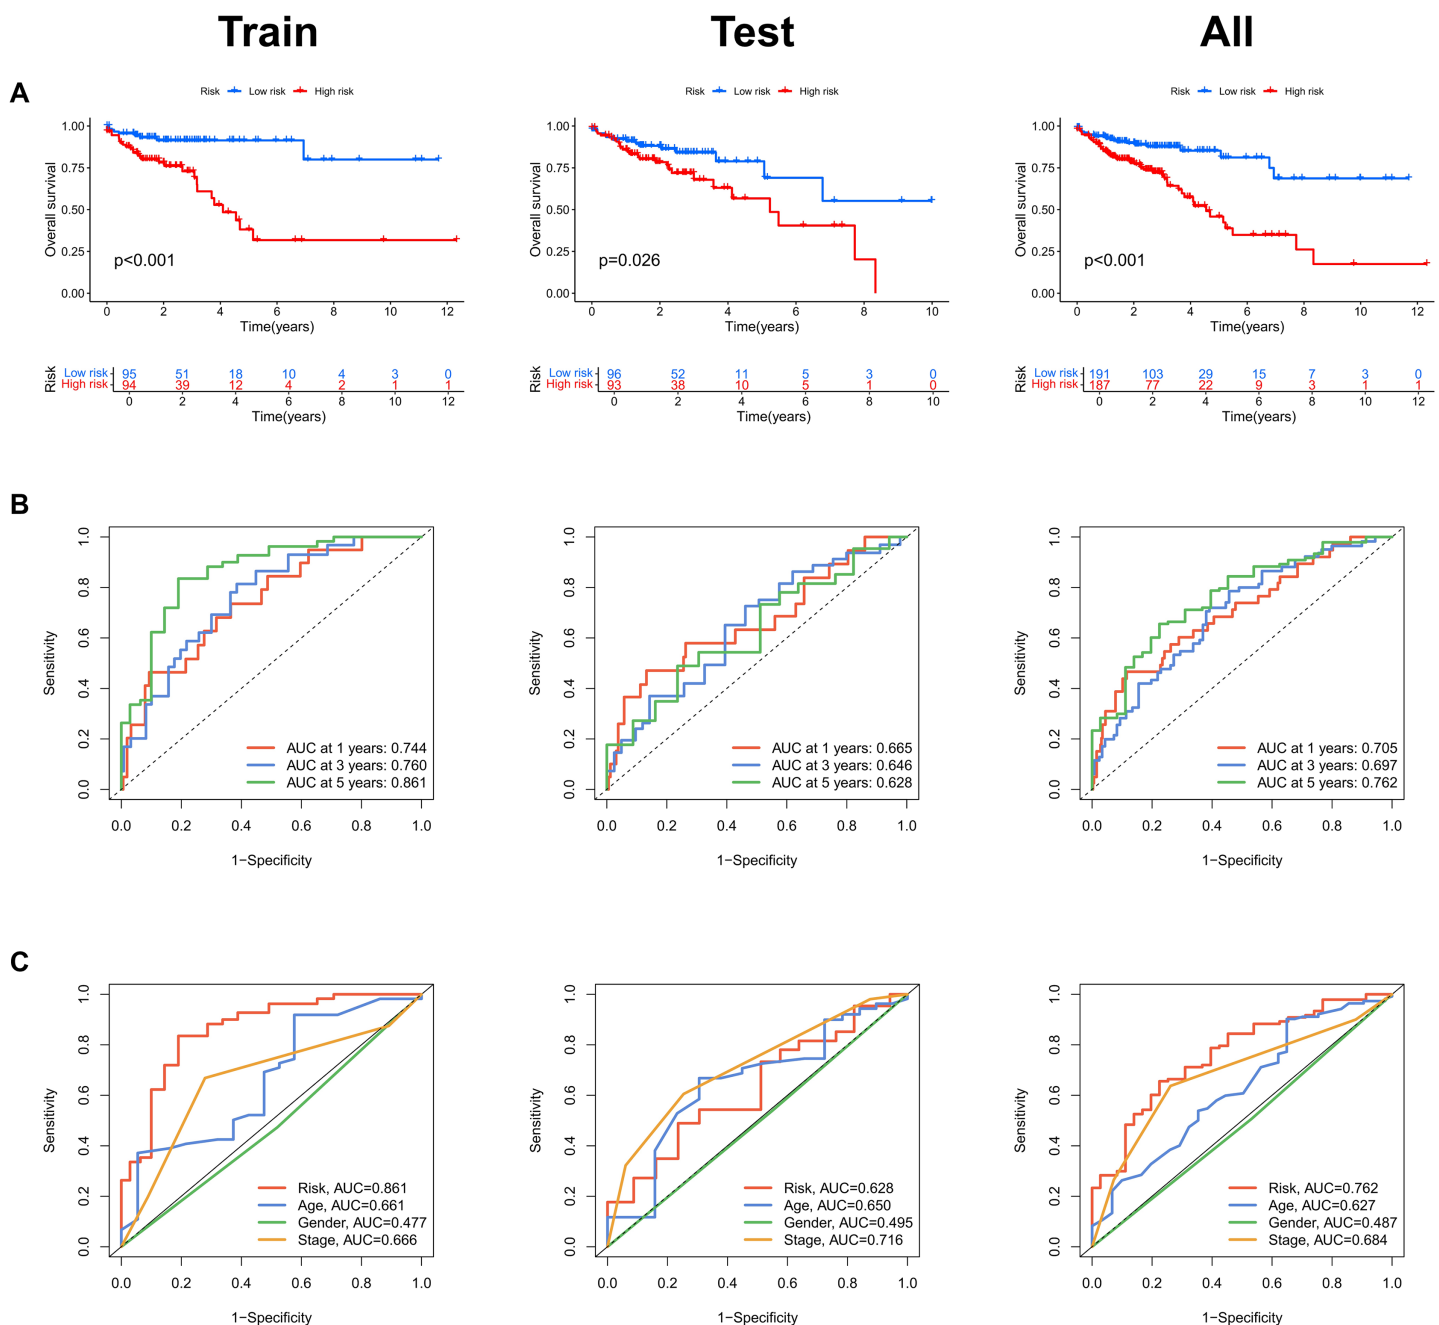 Train
Test
All
A
Risk Low risk High risk
Overall survival
1.00
0.75
0.50
0.25
0.00
p<0.001
0 2 4 6 8 10 12
Time(years)
Risk
Low risk 95 51 18 10 4 3 0
High risk 94 39 12 4 2 1 1
0 2 4 6 8 10 12
Time(years)
Risk Low risk High risk
Overall survival
1.00
0.75
0.50
0.25
0.00
p=0.026
0 2 4 6 8 10
Time(years)
Risk
Low risk 96 52 11 5 3 0
High risk 93 38 10 5 1 0
0 2 4 6 8 10
Time(years)
Risk Low risk High risk
Overall survival
1.00
0.75
0.50
0.25
0.00
p<0.001
0 2 4 6 8 10 12
Time(years)
Risk
Low risk 191 103 29 15 7 3 0
High risk 187 77 22 9 3 1 1
0 2 4 6 8 10 12
Time(years)
B
Sensitivity
1.0
0.8
0.6
0.4
0.2
0.0
AUC at 1 years: 0.744
AUC at 3 years: 0.760
AUC at 5 years: 0.861
0.0 0.2 0.4 0.6 0.8 1.0
1−Specificity
Sensitivity
1.0
0.8
0.6
0.4
0.2
0.0
AUC at 1 years: 0.665
AUC at 3 years: 0.646
AUC at 5 years: 0.628
0.0 0.2 0.4 0.6 0.8 1.0
1−Specificity
Sensitivity
1.0
0.8
0.6
0.4
0.2
0.0
AUC at 1 years: 0.705
AUC at 3 years: 0.697
AUC at 5 years: 0.762
0.0 0.2 0.4 0.6 0.8 1.0
1−Specificity
C
Sensitivity
1.0
0.8
0.6
0.4
0.2
0.0
Risk, AUC=0.861
Age, AUC=0.661
Gender, AUC=0.477
Stage, AUC=0.666
0.0 0.2 0.4 0.6 0.8 1.0
1−Specificity
Sensitivity
1.0
0.8
0.6
0.4
0.2
0.0
Risk, AUC=0.628
Age, AUC=0.650
Gender, AUC=0.495
Stage, AUC=0.716
0.0 0.2 0.4 0.6 0.8 1.0
1−Specificity
Sensitivity
1.0
0.8
0.6
0.4
0.2
0.0
Risk, AUC=0.762
Age, AUC=0.627
Gender, AUC=0.487
Stage, AUC=0.684
0.0 0.2 0.4 0.6 0.8 1.0
1−Specificity